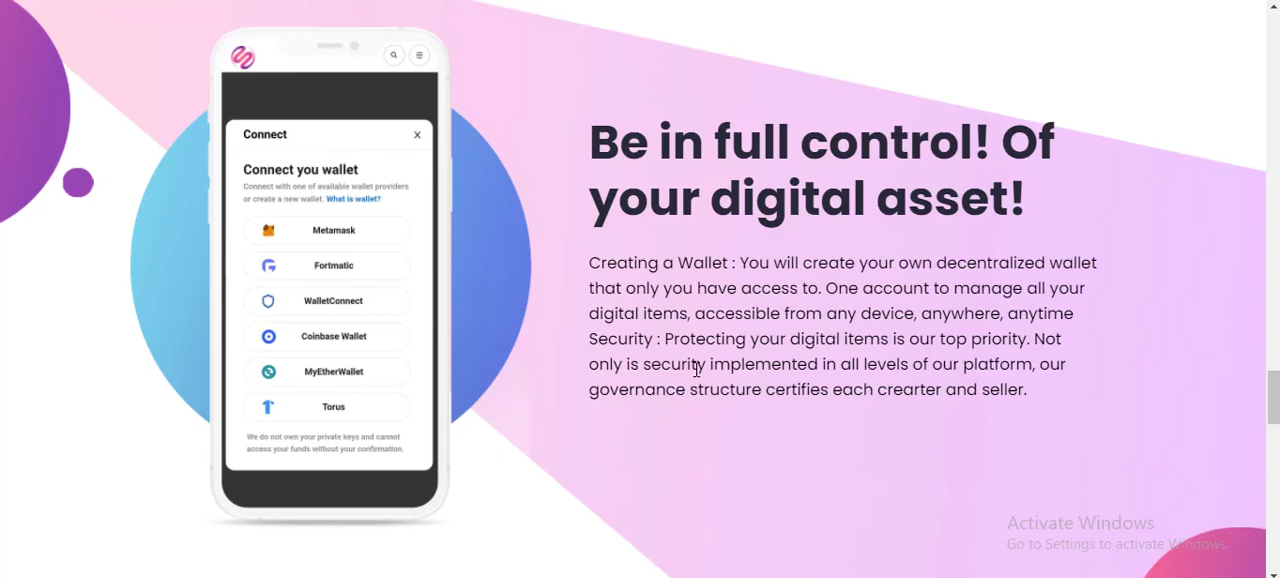 Connect
Connect you wallet
Connect with one of available wallet providers
or create a new wallet. What is wallet?
Metamask
Fortmatic
WalletConnect
Coinbase Wallet
MyEtherWallet
Torus
We do not own your private keys and cannot
access your funds without your confirmation.
Be in full control! Of
your digital asset!
Creating a Wallet : You will create your own decentralized wallet
that only you have access to. One account to manage all your
digital items, accessible from any device, anywhere, anytime
Security : Protecting your digital items is our top priority. Not
only is security implemented in all levels of our platform, our
governance structure certifies each crearter and seller.
Activate Windows
Go to Settings to activate Windows.